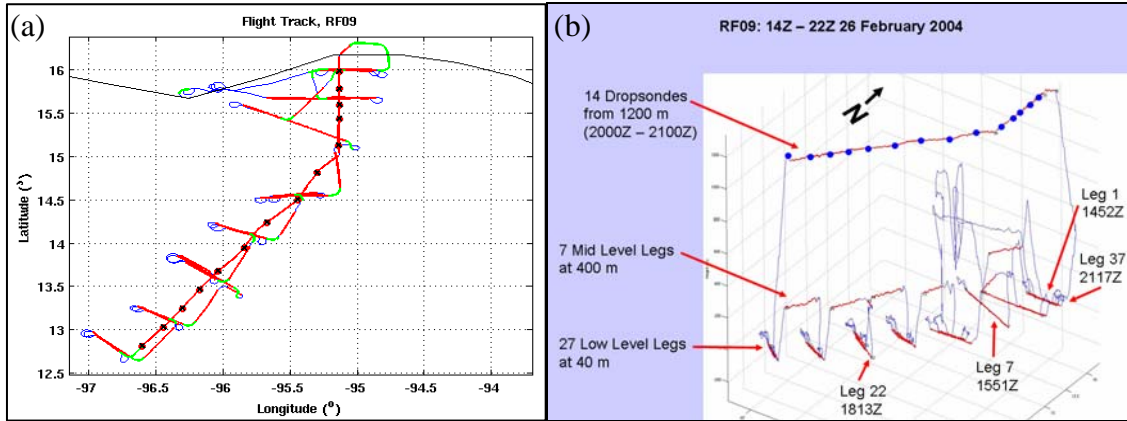 (a)
Flight Track, RF09
16
15.5
15
14.5
14
13.5
13
12.5
Latitude (°)
-97
-96.5
-96
-95.5
-95
-94.5
-94
Longitude (°)
(b)
RF09: 14Z – 22Z 26 February 2004
14 Dropsondes
from 1200 m
(2000Z – 2100Z)
N
Leg 1
1452Z
7 Mid Level Legs
at 400 m
Leg 37
2117Z
27 Low Level Legs
at 40 m
Leg 7
1551Z
Leg 22
1813Z